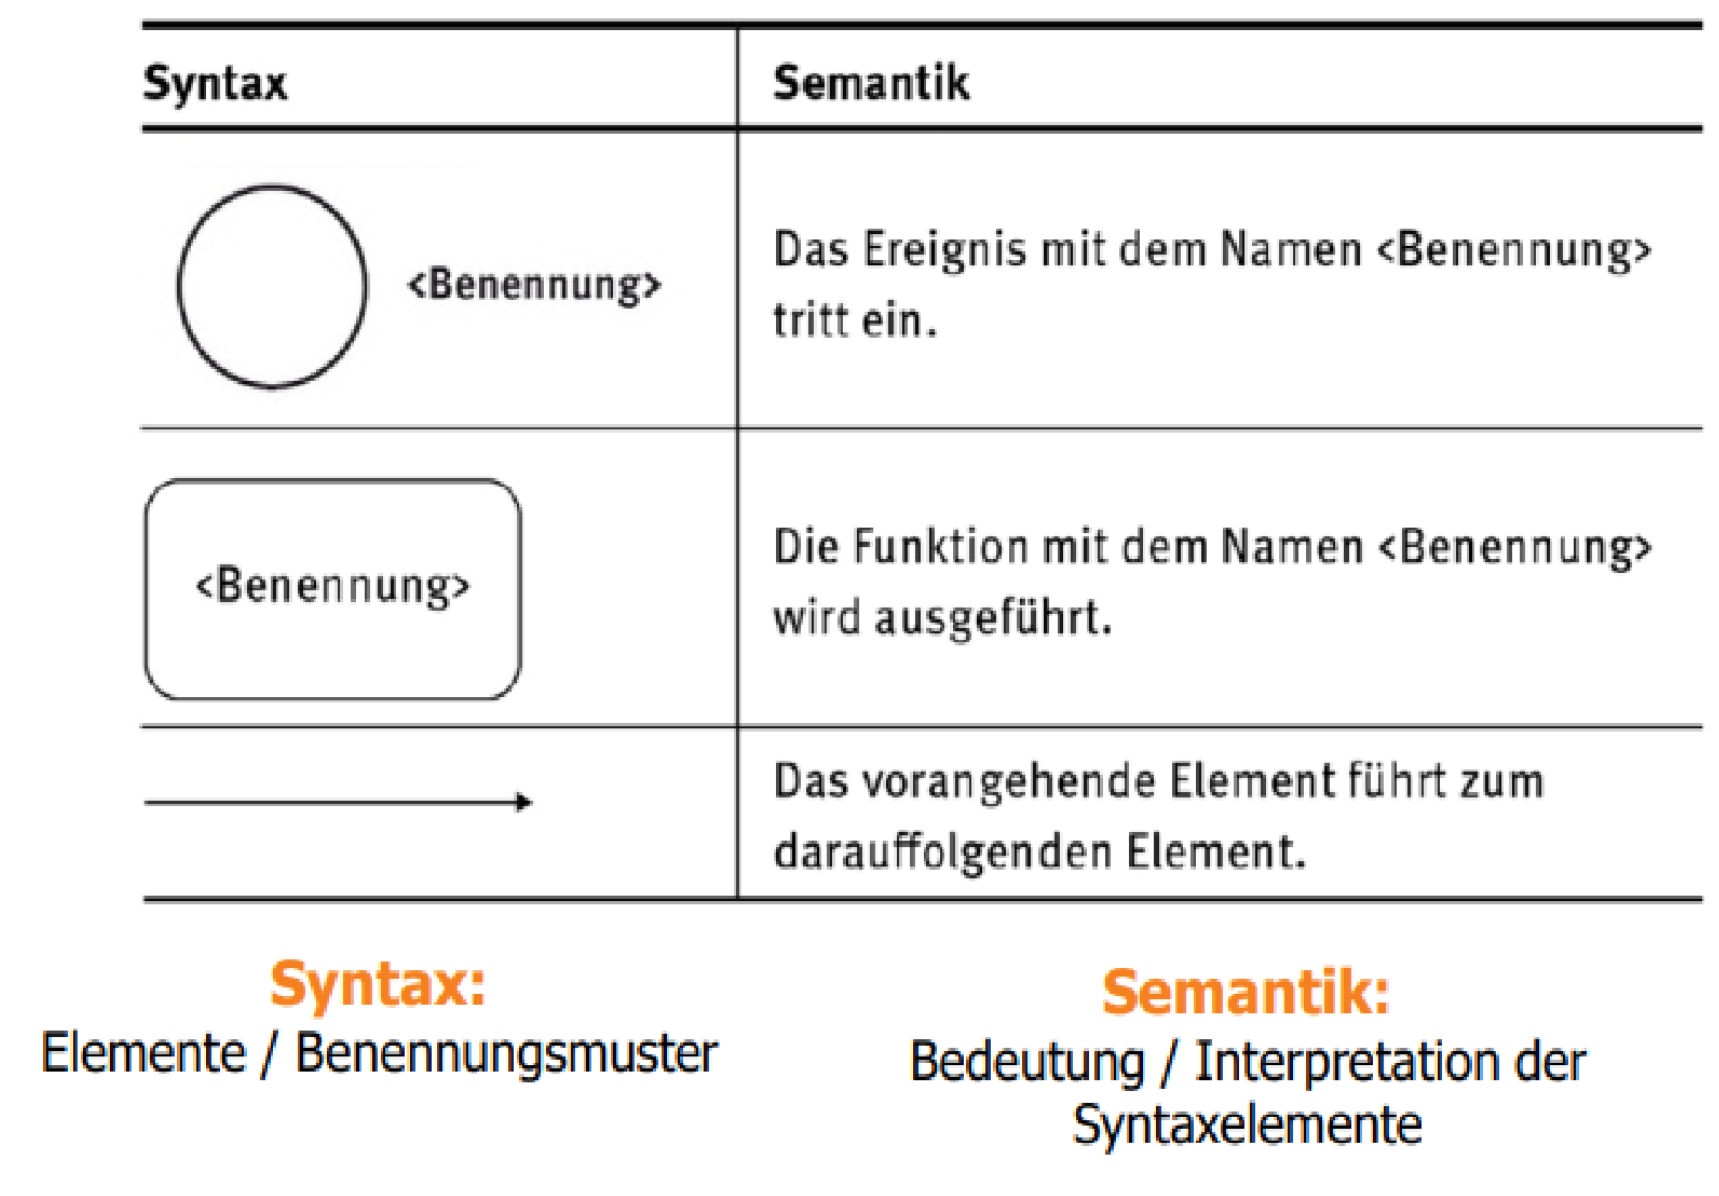 Syntax
Semantik
<Benennung>
Das Ereignis mit dem Namen <Benennung>
tritt ein.
<Benennung>
Die Funktion mit dem Namen <Benennung>
wird ausgeführt.
Das vorangehende Element führt zum
darauffolgenden Element.
Syntax:
Elemente / Benennungsmuster
Semantik:
Bedeutung / Interpretation der
Syntaxelemente